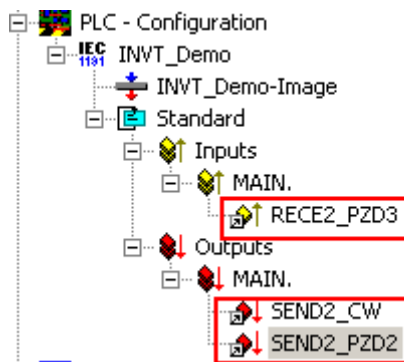 PLC - Configuration
IEC
1131
INVT_Demo
INVT_Demo-Image
Standard
Inputs
MAIN.
RECE2_PZD3
Outputs
MAIN.
SEND2_CW
SEND2_PZD2